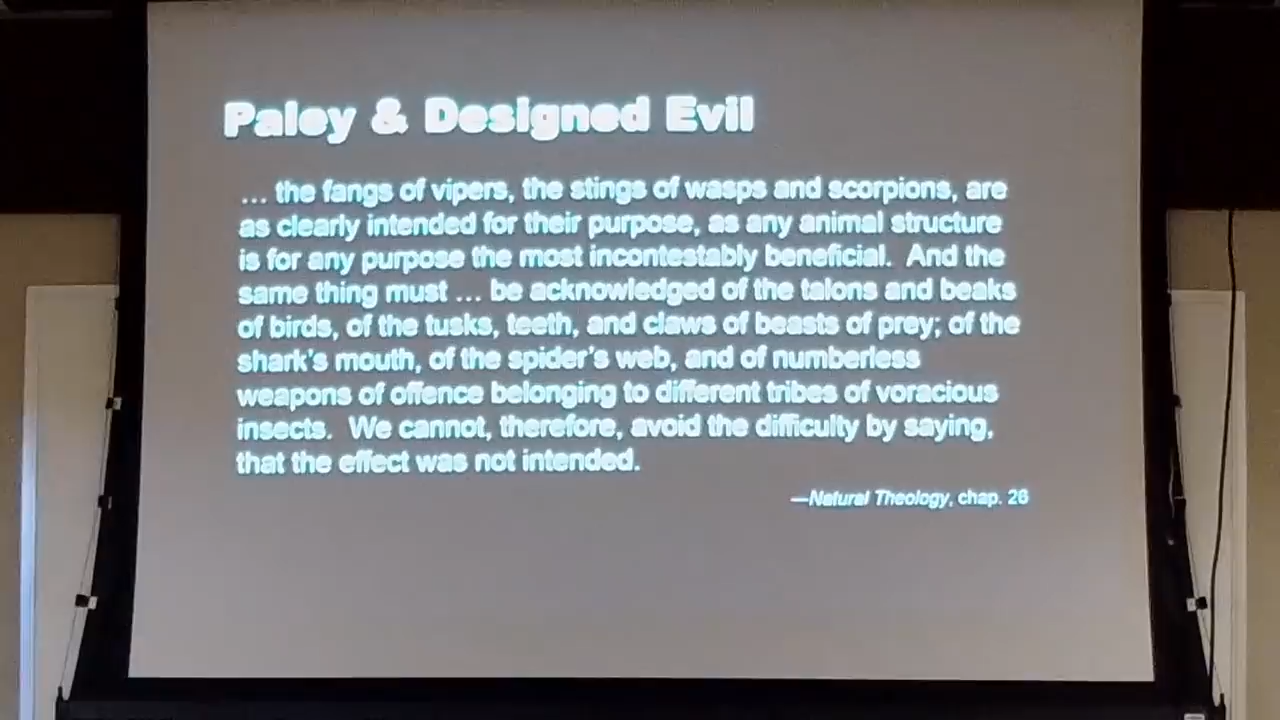 Paley & Designed Evil
... the fangs of vipers, the stings of wasps and scorpions, are
as clearly intended for their purpose, as any animal structure
is for any purpose the most incontestably beneficial. And the
same thing must ... be acknowledged of the talons and beaks
of birds, of the tusks, teeth, and claws of beasts of prey; of the
shark's mouth, of the spider's web, and of numberless
weapons of offence belonging to different tribes of voracious
insects. We cannot, therefore, avoid the difficulty by saying,
that the effect was not intended.
—Natural Theology, chap. 26